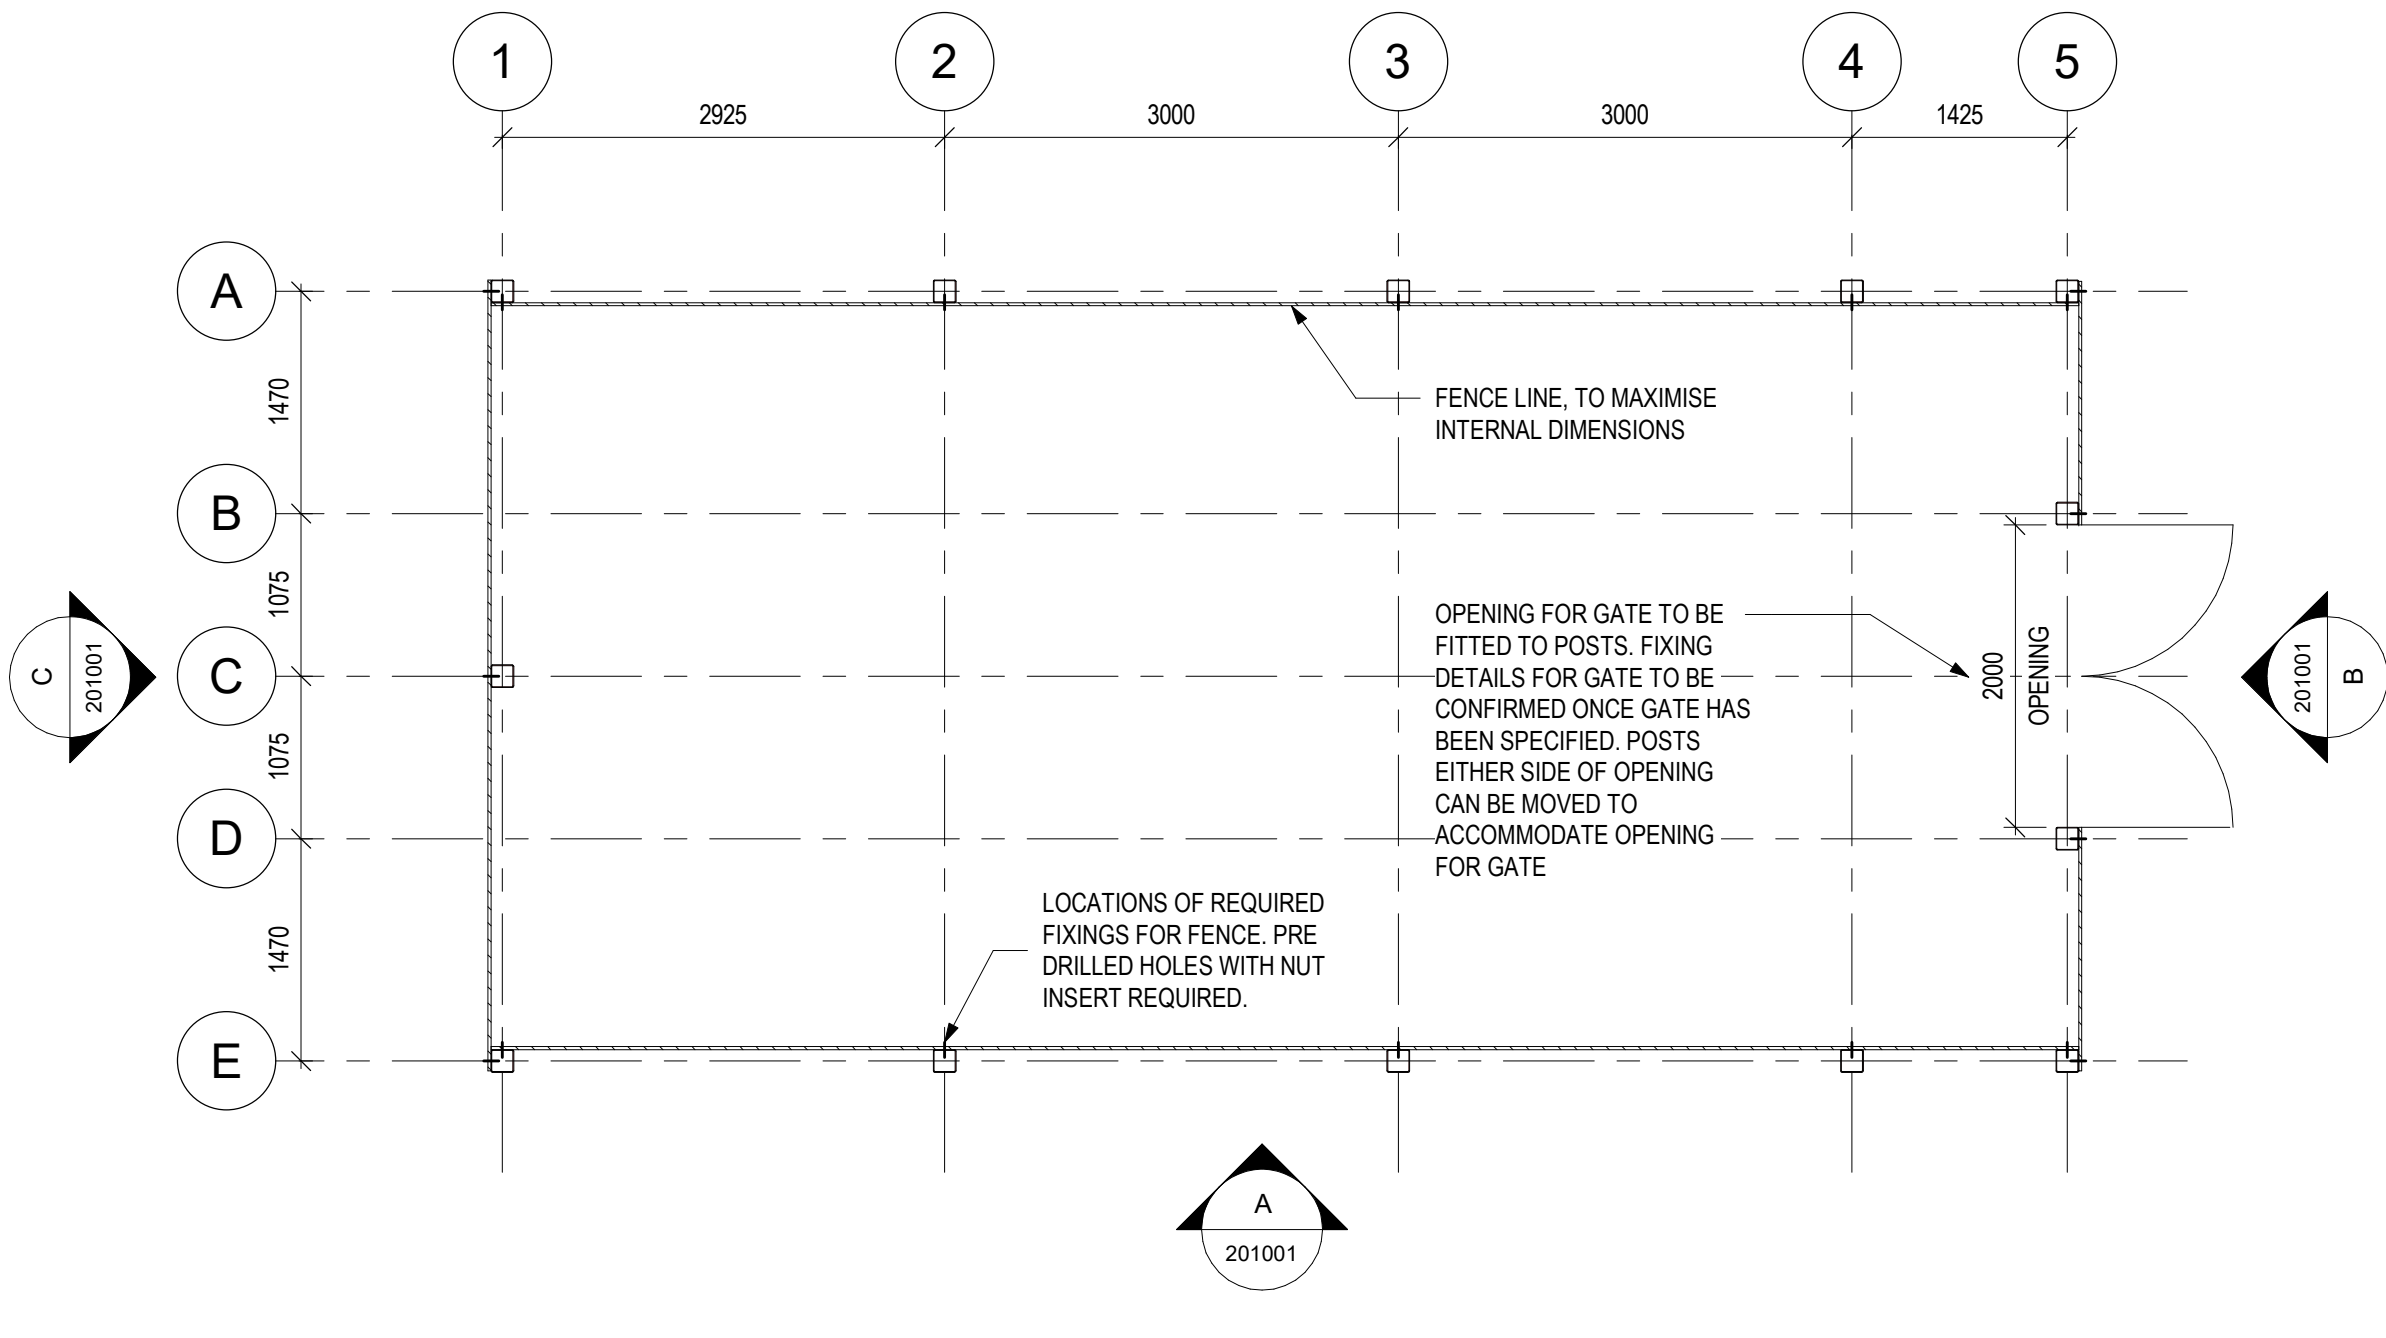 1
2
3
4
5
2925
3000
3000
1425
A
B
C
D
E
1470
1075
1075
1470
FENCE LINE, TO MAXIMISE
INTERNAL DIMENSIONS
OPENING FOR GATE TO BE
FITTED TO POSTS. FIXING
DETAILS FOR GATE TO BE
CONFIRMED ONCE GATE HAS
BEEN SPECIFIED. POSTS
EITHER SIDE OF OPENING
CAN BE MOVED TO
ACCOMMODATE OPENING
FOR GATE
2000
OPENING
LOCATIONS OF REQUIRED
FIXINGS FOR FENCE. PRE
DRILLED HOLES WITH NUT
INSERT REQUIRED.
C
201001
201001
B
A
201001